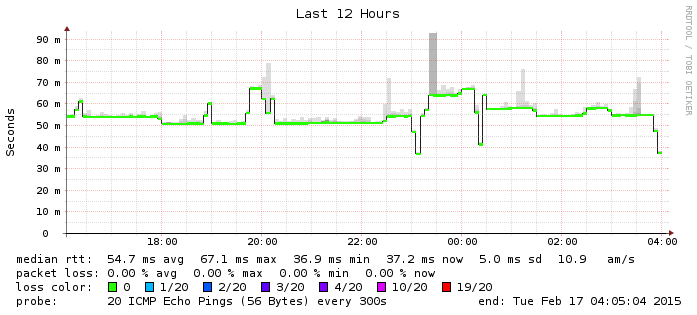 Last 12 Hours
RRDTOOL / TOBI OETIKER
Seconds
90 m
80 m
70 m
60 m
50 m
40 m
30 m
20 m
10 m
0
18:00 20:00 22:00 00:00 02:00 04:00
median rtt: 54.7 ms avg 67.1 ms max 36.9 ms min 37.2 ms now 5.0 ms sd 10.9 am/s
packet loss: 0.00 % avg 0.00 % max 0.00 % min 0.00 % now
loss color: 0 1/20 2/20 3/20 4/20 10/20 19/20
probe: 20 ICMP Echo Pings (56 Bytes) every 300s end: Tue Feb 17 04:05:04 2015